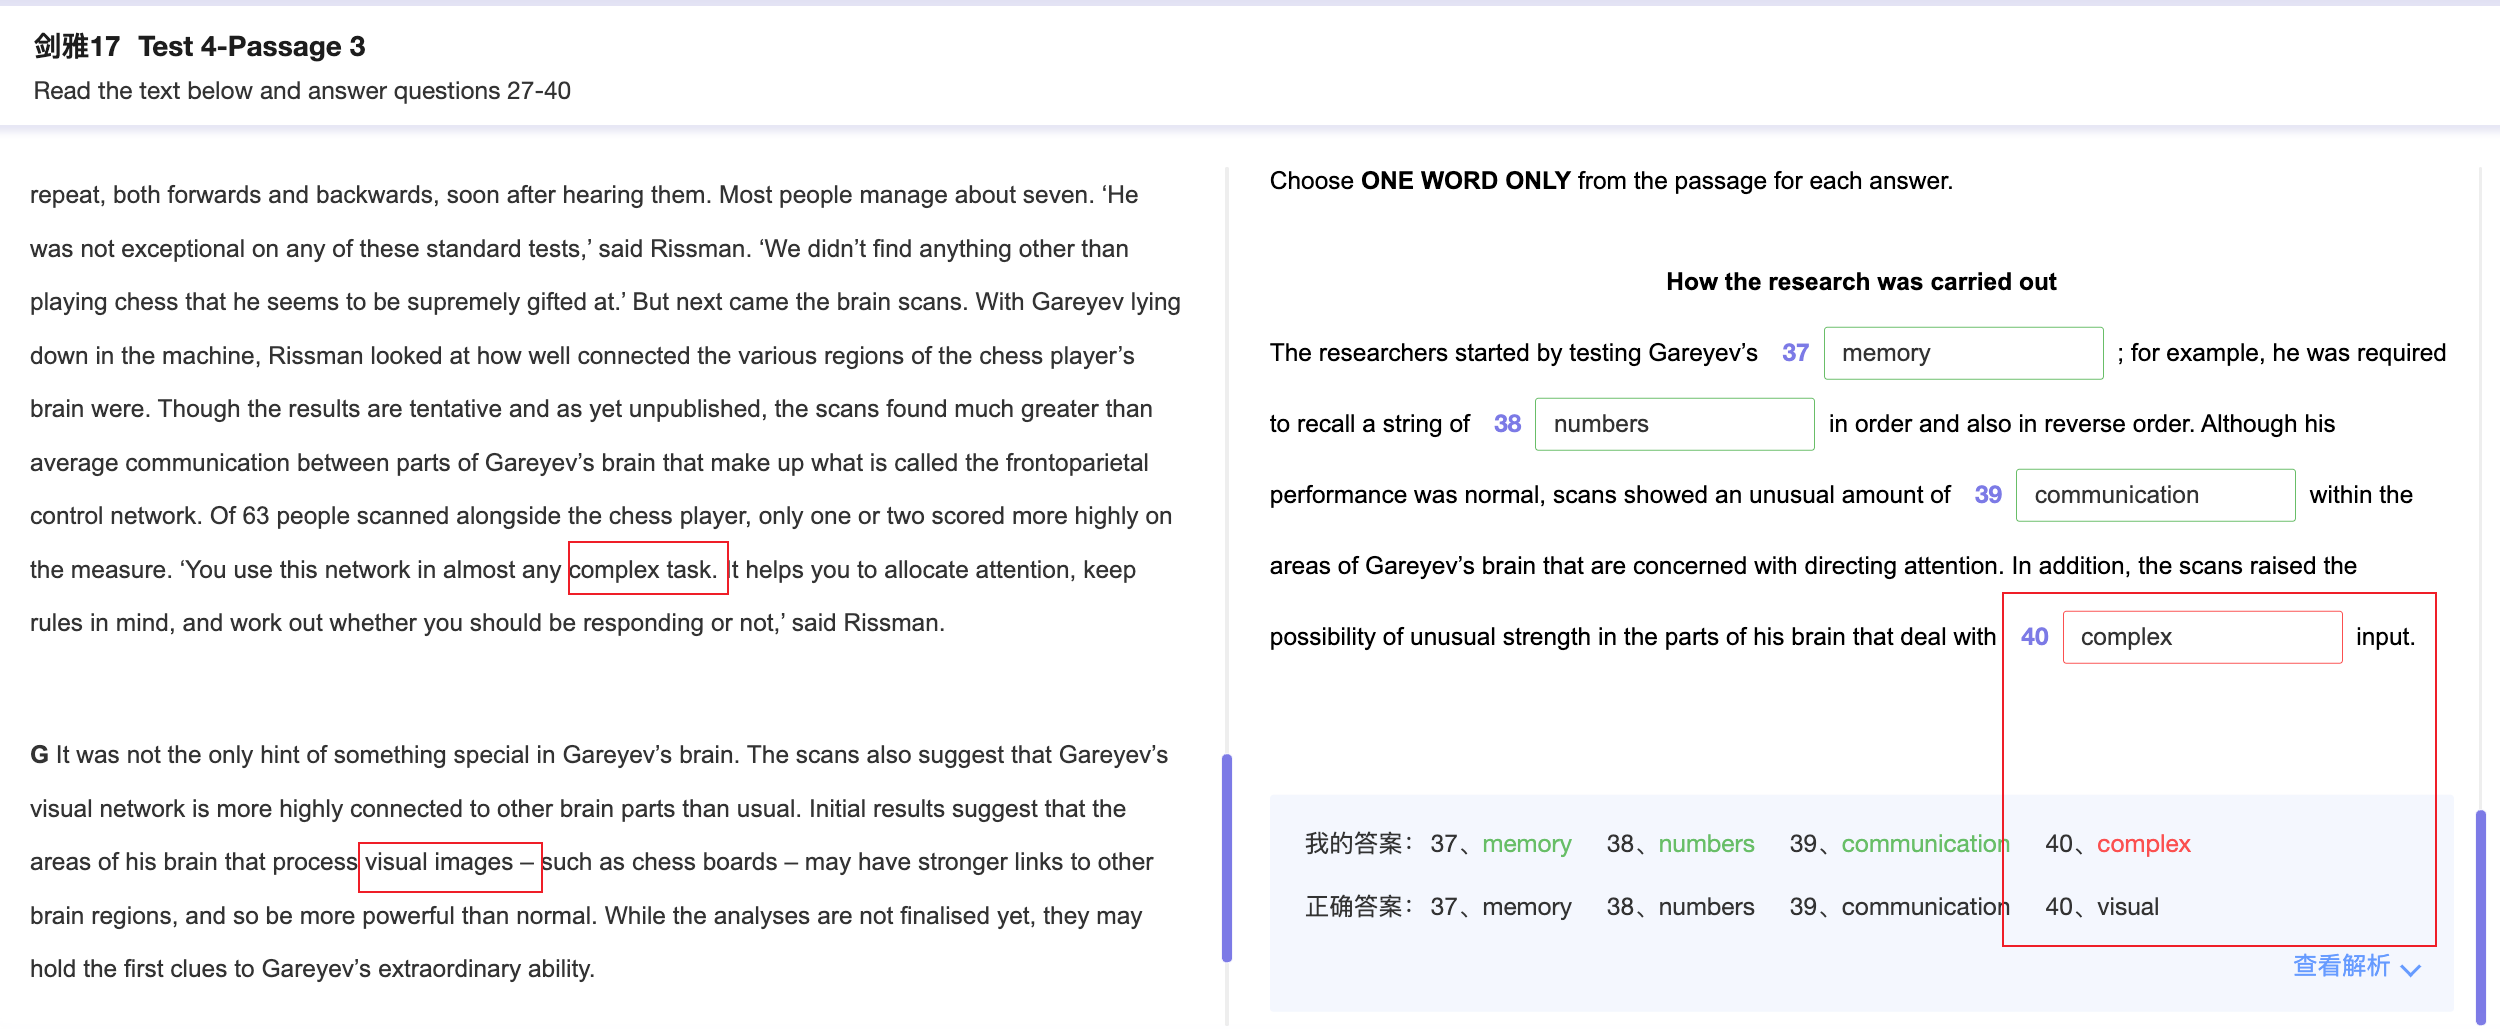 剑雅17 Test 4-Passage 3
Read the text below and answer questions 27-40
repeat, both forwards and backwards, soon after hearing them. Most people manage about seven. ‘He
was not exceptional on any of these standard tests,’ said Rissman. ‘We didn’t find anything other than
playing chess that he seems to be supremely gifted at.’ But next came the brain scans. With Gareyev lying
down in the machine, Rissman looked at how well connected the various regions of the chess player’s
brain were. Though the results are tentative and as yet unpublished, the scans found much greater than
average communication between parts of Gareyev’s brain that make up what is called the frontoparietal
control network. Of 63 people scanned alongside the chess player, only one or two scored more highly on
the measure. ‘You use this network in almost any complex task. It helps you to allocate attention, keep
rules in mind, and work out whether you should be responding or not,’ said Rissman.
G It was not the only hint of something special in Gareyev’s brain. The scans also suggest that Gareyev’s
visual network is more highly connected to other brain parts than usual. Initial results suggest that the
areas of his brain that process visual images – such as chess boards – may have stronger links to other
brain regions, and so be more powerful than normal. While the analyses are not finalised yet, they may
hold the first clues to Gareyev’s extraordinary ability.
Choose ONE WORD ONLY from the passage for each answer.
How the research was carried out
The researchers started by testing Gareyev’s 37 memory ; for example, he was required
to recall a string of 38 numbers in order and also in reverse order. Although his
performance was normal, scans showed an unusual amount of 39 communication within the
areas of Gareyev’s brain that are concerned with directing attention. In addition, the scans raised the
possibility of unusual strength in the parts of his brain that deal with 40 complex input.
我的答案： 37、memory 38、numbers 39、communication 40、complex
正确答案： 37、memory 38、numbers 39、communication 40、visual
查看解析